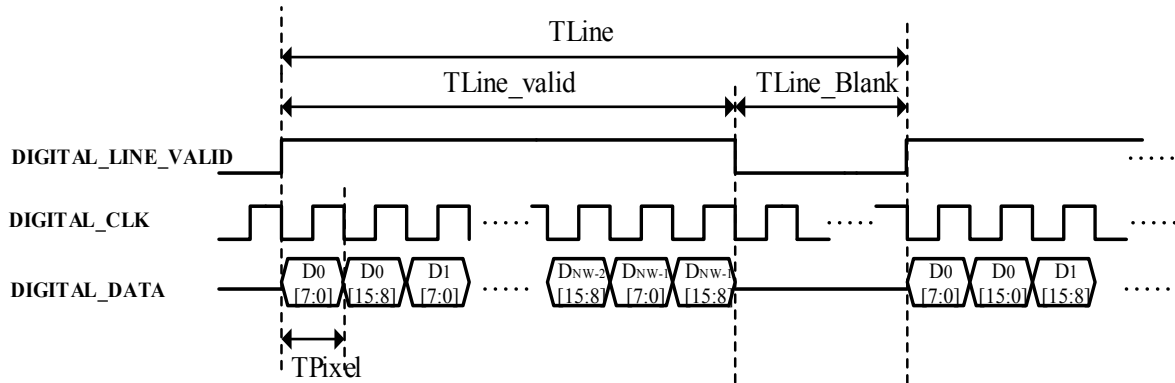 TLine
TLine_valid
TLine_Blank
DIGITAL_LINE_VALID
DIGITAL_CLK
DIGITAL_DATA
D0
[7:0]
D0
[15:8]
D1
[7:0]
DNW-2
[15:8]
DNW-1
[7:0]
DNW-1
[15:8]
D0
[7:0]
D0
[15:0]
D1
[15:8]
TPixel